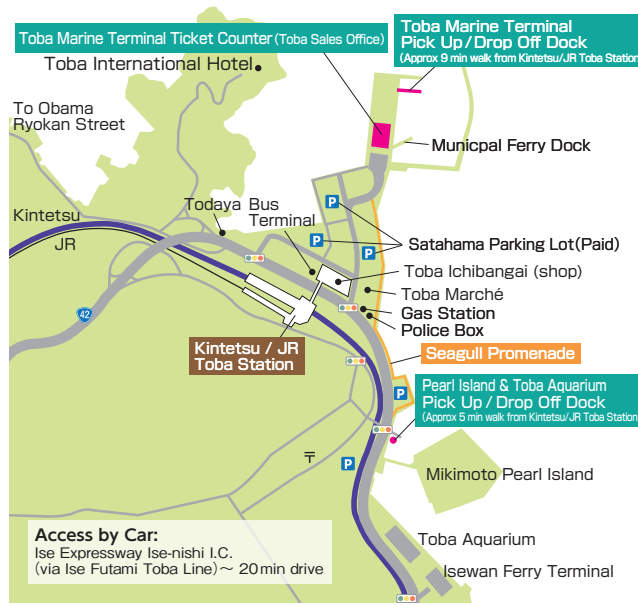 Toba Marine Terminal Ticket Counter (Toba Sales Office)
Toba Marine Terminal
Pick Up/Drop Off Dock
(Approx 9 min walk from Kintetsu/JR Toba Station)
Toba International Hotel
To Obama
Ryokan Street
Municpal Ferry Dock
Kintetsu
JR
Todaya
Bus
Terminal
P
P
P
Satahama Parking Lot(Paid)
Toba Ichibangai (shop)
Toba Marché
Gas Station
Police Box
42
Kintetsu / JR
Toba Station
Seagull Promenade
Pearl Island & Toba Aquarium
Pick Up/Drop Off Dock
(Approx 5 min walk from Kintetsu/JR Toba Station
P
〒
P
Mikimoto Pearl Island
Access by Car:
Ise Expressway Ise-nishi I.C.
(via Ise Futami Toba Line)～ 20min drive
Toba Aquarium
Isewan Ferry Terminal